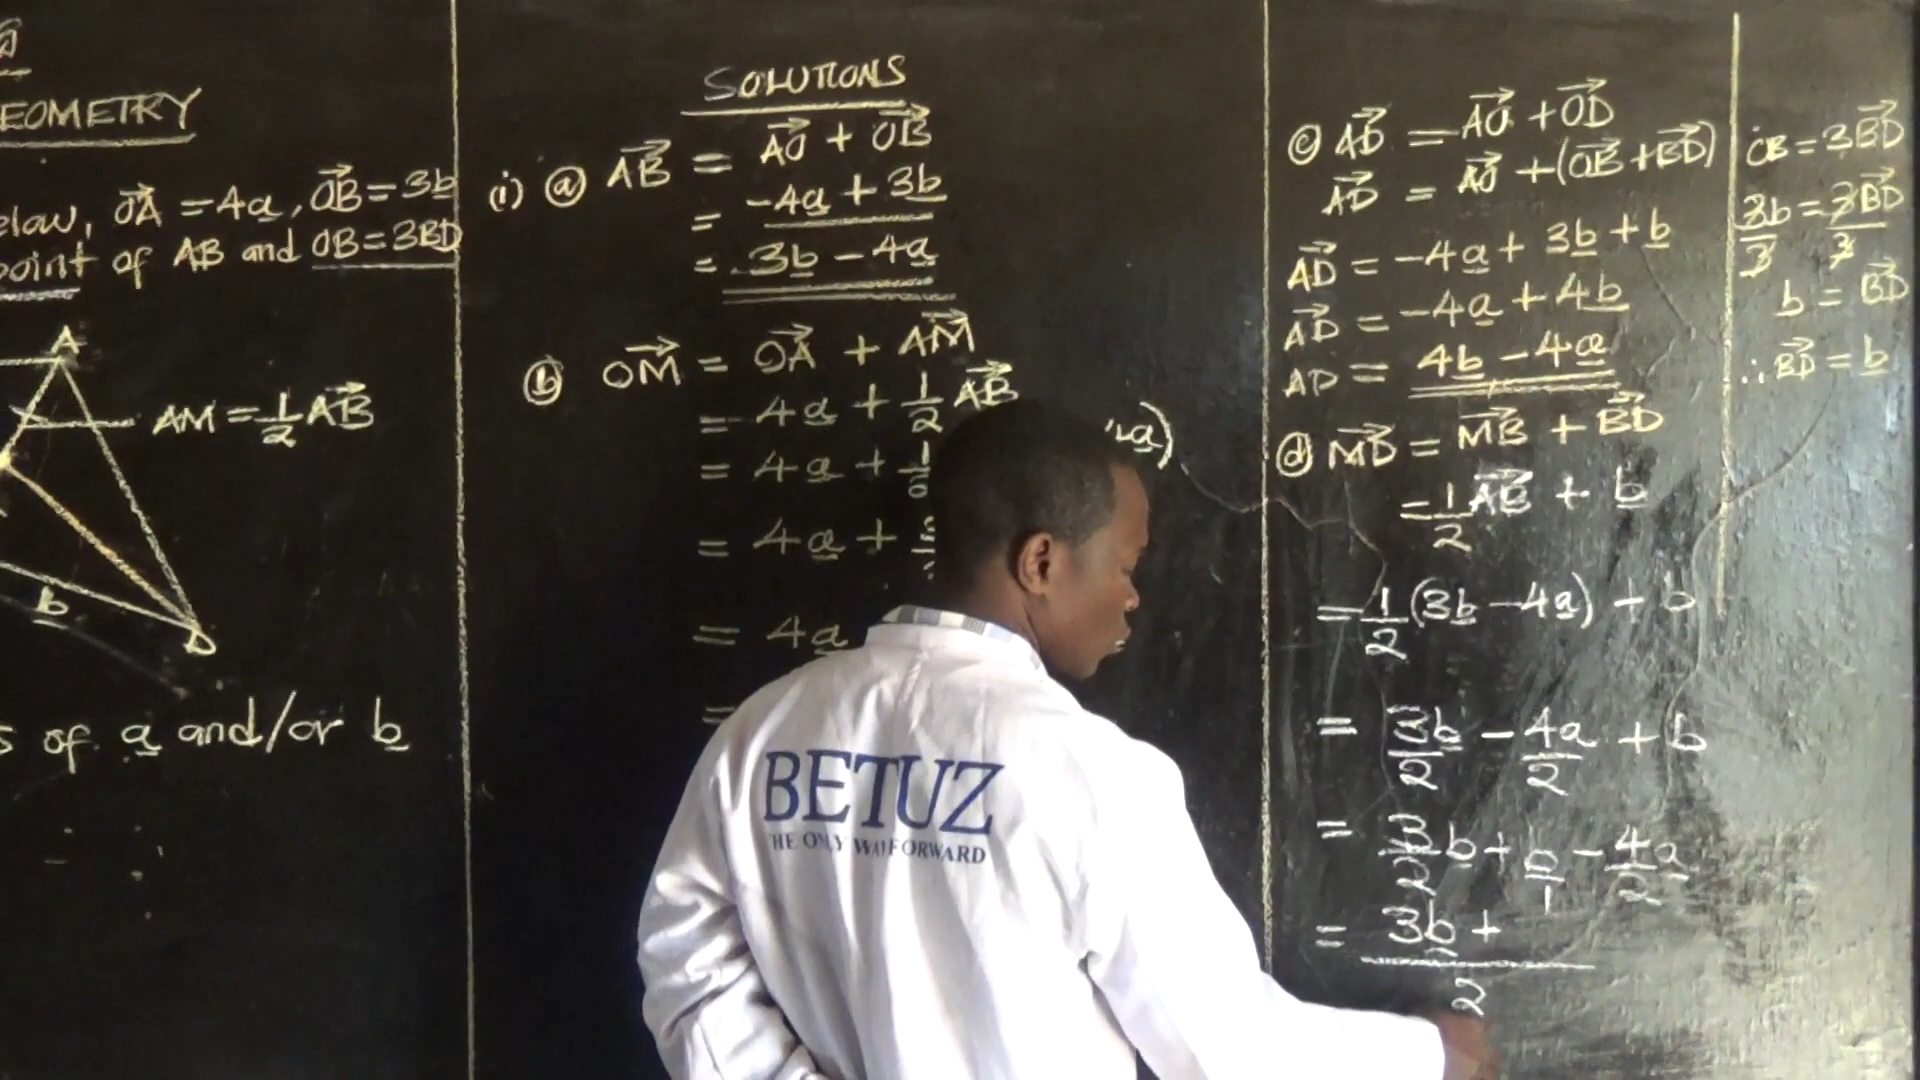 EOMETRY
elow, OA = 4a, OB = 3b
point of AB and OB = 3BD
A
AM = 1/2 AB
b
D
s of a and/or b
SOLUTIONS
(i) (a) AB = AO + OB
= -4a + 3b
= 3b - 4a
(b) OM = OA + AM
= 4a + 1/2 AB
= 4a +
a)
= 4a +
= 4a
=
BETUZ
HE ONLY WAY FORWARD
(c) AD = AO + OD
AD = AO + (OB + BD)
AD = -4a + 3b + b
AD = -4a + 4b
AD = 4b - 4a
(d) MD = MB + BD
= 1/2 AB + b
= 1/2 (3b - 4a) + b
= 3b/2 - 4a/2 + b
= 3/2 b + b/1 - 4a/2
= 3b +
2
OB = 3BD
3b/3 = 3BD/3
b = BD
∴ BD = b